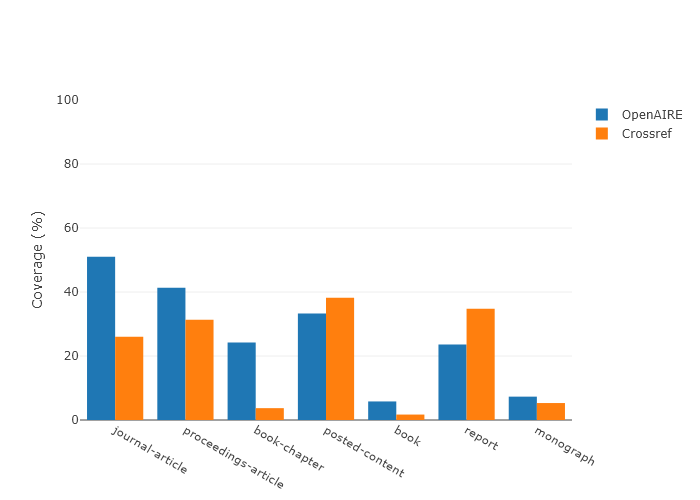 100
80
60
40
20
0
Coverage (%)
OpenAIRE
Crossref
journal-article
proceedings-article
book-chapter
posted-content
book
report
monograph